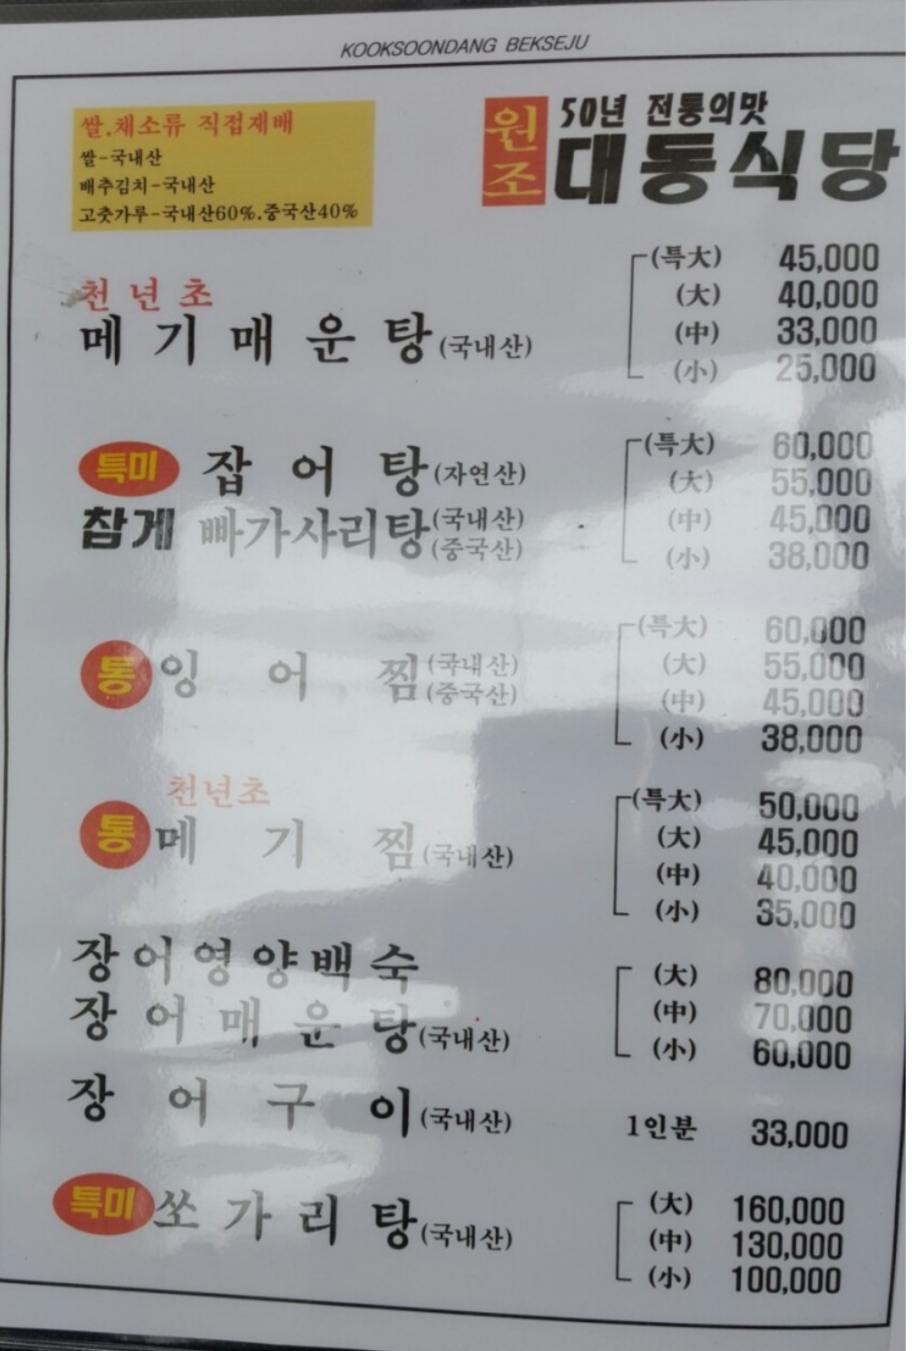 KOOKSOONDANG BEKSEJU
쌀.채소류 직접재배
쌀-국내산
배추김치-국내산
고춧가루-국내산60%.중국산40%
원조
50년 전통의맛
대동식당
천년초
메기매운탕(국내산)
(특大) 45,000
(大) 40,000
(中) 33,000
(小) 25,000
특미 잡어탕(자연산)
참게 빠가사리탕(국내산)(중국산)
(특大) 60,000
(大) 55,000
(中) 45,000
(小) 38,000
통 잉어찜(국내산)(중국산)
(특大) 60,000
(大) 55,000
(中) 45,000
(小) 38,000
천년초
통 메기찜(국내산)
(특大) 50,000
(大) 45,000
(中) 40,000
(小) 35,000
장어영양백숙
장어매운탕(국내산)
(大) 80,000
(中) 70,000
(小) 60,000
장어구이(국내산) 1인분 33,000
특미 쏘가리탕(국내산)
(大) 160,000
(中) 130,000
(小) 100,000